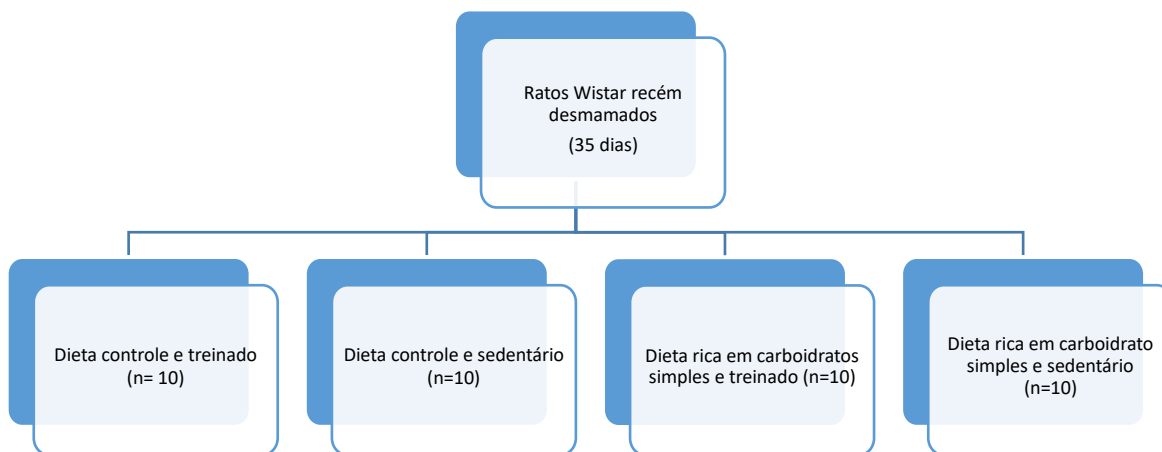 Ratos Wistar recém
desmamados
(35 dias)
Dieta controle e treinado
(n= 10)
Dieta controle e sedentário
(n=10)
Dieta rica em carboidratos
simples e treinado (n=10)
Dieta rica em carboidrato
simples e sedentário
(n=10)